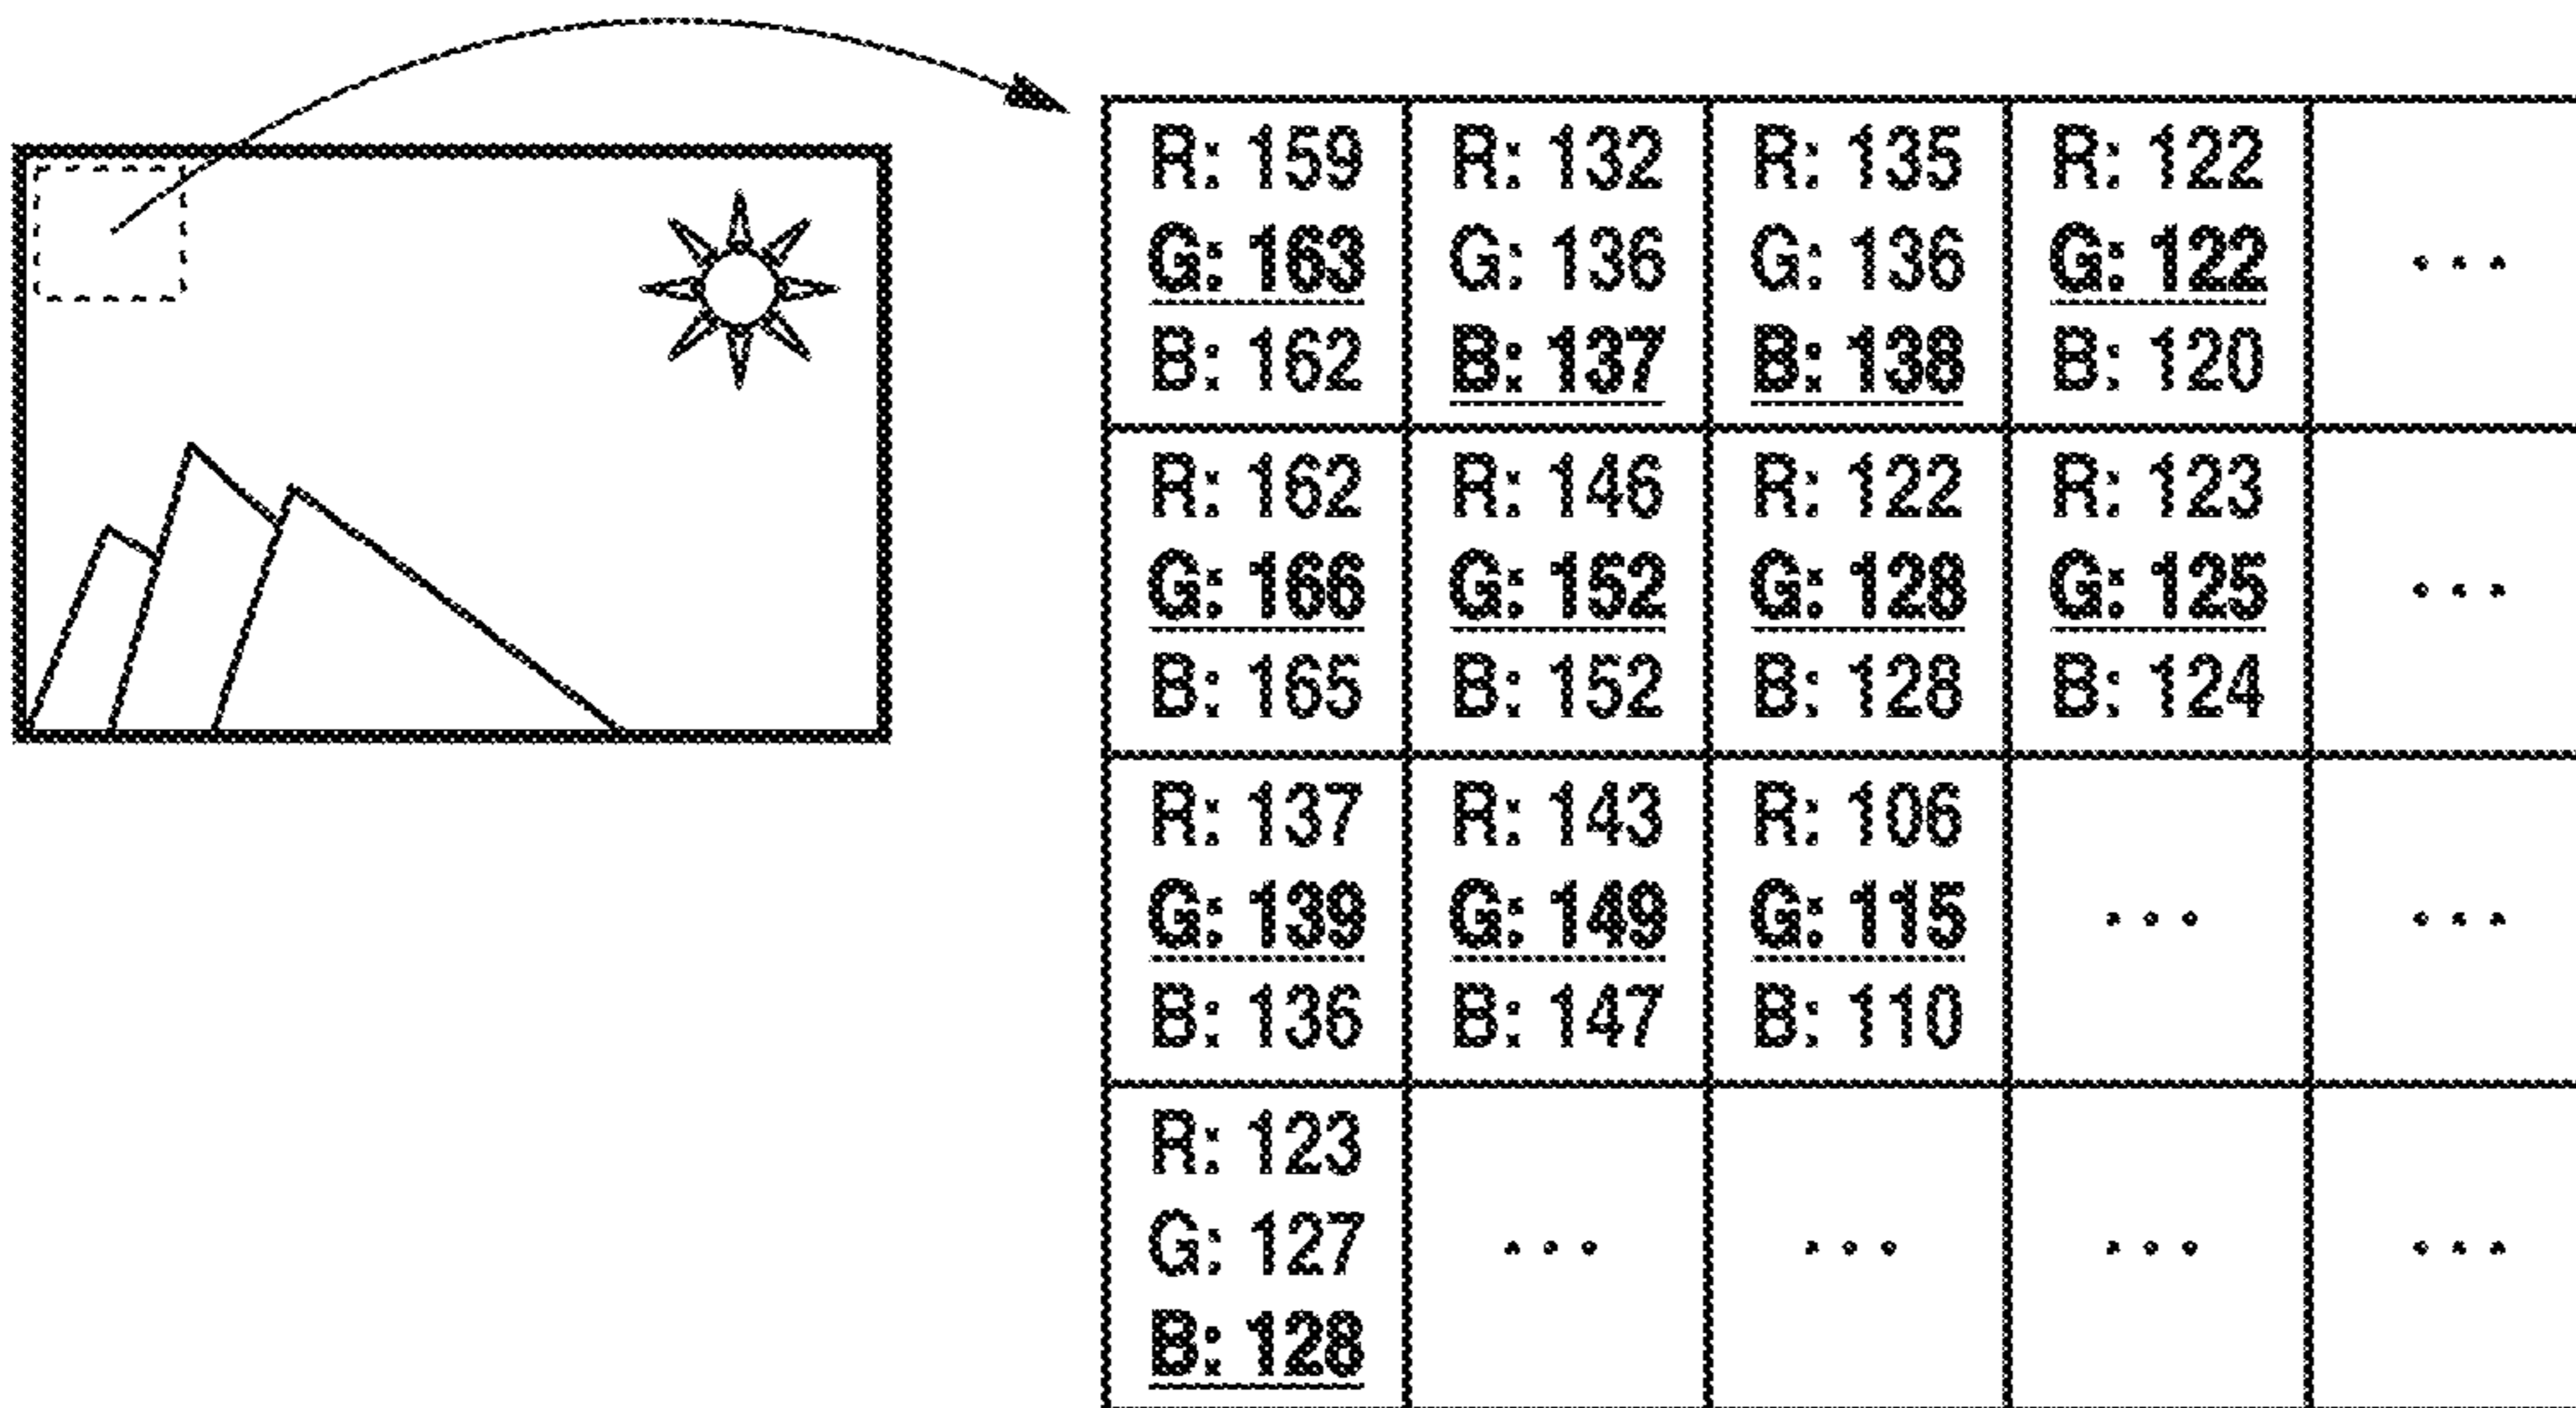 R: 159 R: 132 R: 135 R: 122
G: 163 G: 136 G: 136 G: 122 ...
B: 162 B: 137 B: 138 B: 120
R: 162 R: 146 R: 122 R: 123
G: 166 G: 152 G: 128 G: 125 ...
B: 165 B: 152 B: 128 B: 124
R: 137 R: 143 R: 106
G: 139 G: 149 G: 115 ... ...
B: 136 B: 147 B: 110
R: 123
G: 127 ... ... ... ...
B: 128